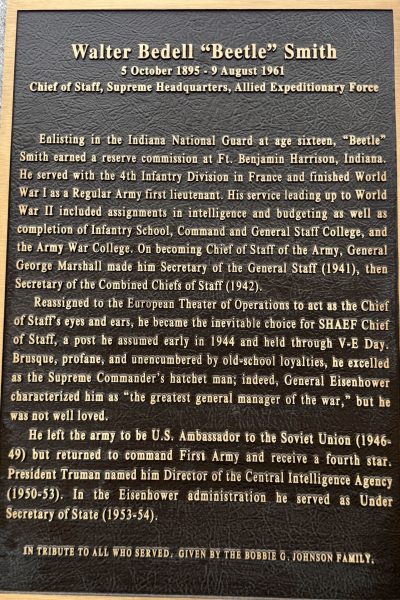 Walter Bedell “Beetle” Smith
5 October 1895 - 9 August 1961
Chief of Staff, Supreme Headquarters, Allied Expeditionary Force
Enlisting in the Indiana National Guard at age sixteen, “Beetle”
Smith earned a reserve commission at Ft. Benjamin Harrison, Indiana.
He served with the 4th Infantry Division in France and finished World
War I as a Regular Army first lieutenant. His service leading up to World
War II included assignments in intelligence and budgeting as well as
completion of Infantry School, Command and General Staff College, and
the Army War College. On becoming Chief of Staff of the Army, General
George Marshall made him Secretary of the General Staff (1941), then
Secretary of the Combined Chiefs of Staff (1942).
Reassigned to the European Theater of Operations to act as the Chief
of Staff’s eyes and ears, he became the inevitable choice for SHAEF Chief
of Staff, a post he assumed early in 1944 and held through V-E Day.
Brusque, profane, and unencumbered by old-school loyalties, he excelled
as the Supreme Commander’s hatchet man; indeed, General Eisenhower
characterized him as “the greatest general manager of the war,” but he
was not well loved.
He left the army to be U.S. Ambassador to the Soviet Union (1946-
49) but returned to command First Army and receive a fourth star.
President Truman named him Director of the Central Intelligence Agency
(1950-53). In the Eisenhower administration he served as Under
Secretary of State (1953-54).
IN TRIBUTE TO ALL WHO SERVED, GIVEN BY THE BOBBIE G. JOHNSON FAMILY.